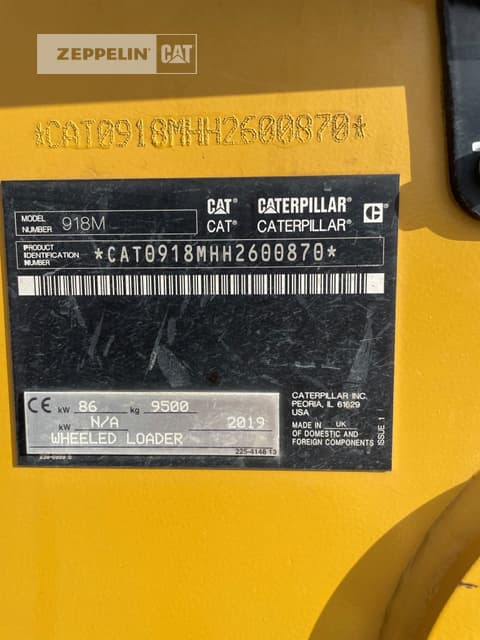 ZEPPELIN CAT
*CAT0918MHH2600870*
CAT CATERPILLAR
MODEL NUMBER 918M CAT CATERPILLAR C
PRODUCT IDENTIFICATION NUMBER *CAT0918MHH2600870*
CE kW 86 kg 9500
kW N/A 2019
WHEELED LOADER
225-4148 13
CATERPILLAR INC.
PEORIA, IL 61629
USA
MADE IN UK
OF DOMESTIC AND
FOREIGN COMPONENTS
ISSUE 1